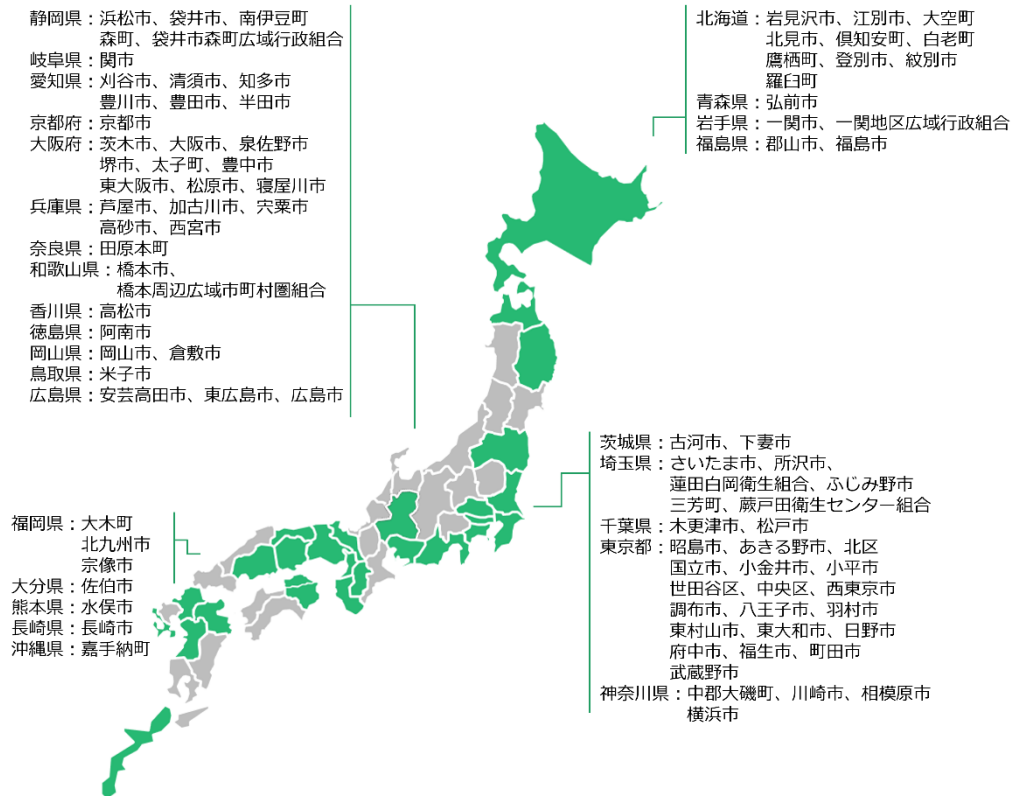 静岡県：浜松市、袋井市、南伊豆町
森町、袋井市森町広域行政組合
岐阜県：関市
愛知県：刈谷市、清須市、知多市
豊川市、豊田市、半田市
京都府：京都市
大阪府：茨木市、大阪市、泉佐野市
堺市、太子町、豊中市
東大阪市、松原市、寝屋川市
兵庫県：芦屋市、加古川市、宍粟市
高砂市、西宮市
奈良県：田原本町
和歌山県：橋本市、
橋本周辺広域市町村圏組合
香川県：高松市
徳島県：阿南市
岡山県：岡山市、倉敷市
鳥取県：米子市
広島県：安芸高田市、東広島市、広島市
北海道：岩見沢市、江別市、大空町
北見市、倶知安町、白老町
鷹栖町、登別市、紋別市
羅臼町
青森県：弘前市
岩手県：一関市、一関地区広域行政組合
福島県：郡山市、福島市
茨城県：古河市、下妻市
埼玉県：さいたま市、所沢市、
蓮田白岡衛生組合、ふじみ野市
三芳町、蕨戸田衛生センター組合
千葉県：木更津市、松戸市
東京都：昭島市、あきる野市、北区
国立市、小金井市、小平市
世田谷区、中央区、西東京市
調布市、八王子市、羽村市
東村山市、東大和市、日野市
府中市、福生市、町田市
武蔵野市
神奈川県：中郡大磯町、川崎市、相模原市
横浜市
福岡県：大木町
北九州市
宗像市
大分県：佐伯市
熊本県：水俣市
長崎県：長崎市
沖縄県：嘉手納町